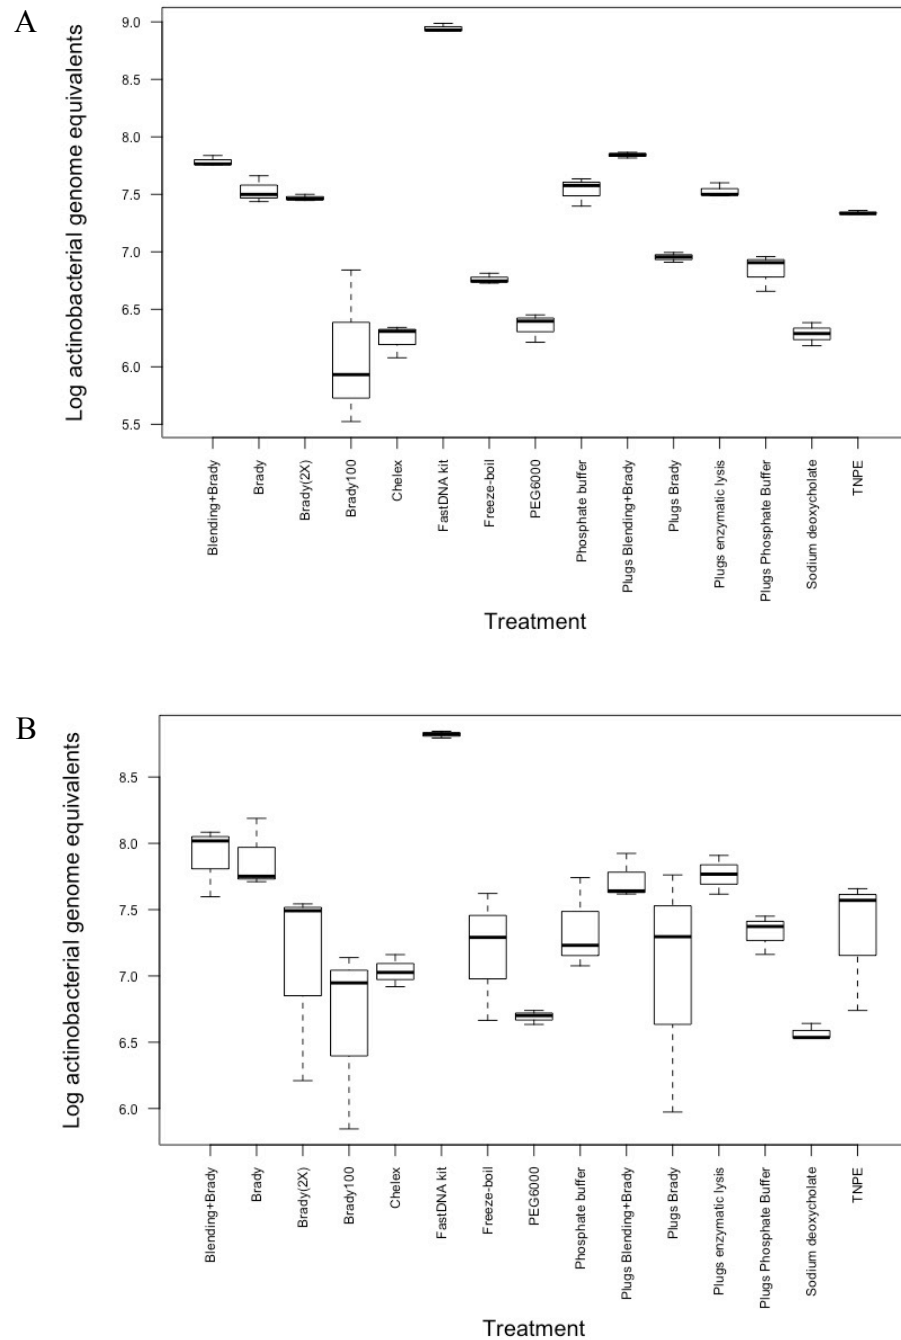 A
Log actinobacterial genome equivalents
9.0
8.5
8.0
7.5
7.0
6.5
6.0
5.5
Blending+Brady
Brady
Brady(2X)
Brady100
Chelex
FastDNA kit
Freeze-boil
PEG6000
Phosphate buffer
Plugs Blending+Brady
Plugs Brady
Plugs enzymatic lysis
Plugs Phosphate Buffer
Sodium deoxycholate
TNPE
Treatment
B
Log actinobacterial genome equivalents
8.5
8.0
7.5
7.0
6.5
6.0
Blending+Brady
Brady
Brady(2X)
Brady100
Chelex
FastDNA kit
Freeze-boil
PEG6000
Phosphate buffer
Plugs Blending+Brady
Plugs Brady
Plugs enzymatic lysis
Plugs Phosphate Buffer
Sodium deoxycholate
TNPE
Treatment